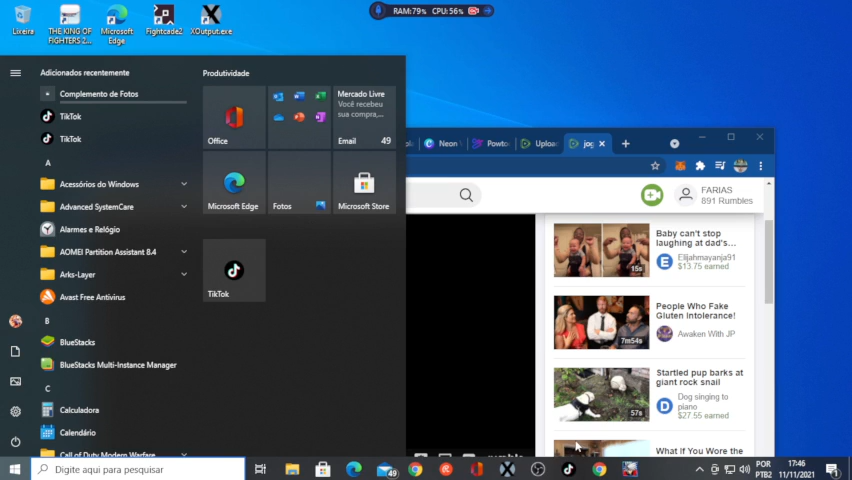 RAM:79% CPU:56%
Lixeira
THE KING OF
FIGHTERS 2...
Microsoft
Edge
Fightcade2
XOutput.exe
Adicionados recentemente
Complemento de Fotos
TikTok
TikTok
A
Acessórios do Windows
Advanced SystemCare
Alarmes e Relógio
AOMEI Partition Assistant 8.4
Arks-Layer
Avast Free Antivirus
B
BlueStacks
BlueStacks Multi-Instance Manager
C
Calculadora
Calendário
Call of Duty Modern Warfare
Produtividade
Office
Mercado Livre
Você recebeu
sua compra,...
Email 49
Microsoft Edge
Fotos
Microsoft Store
TikTok
Neon
Powto
Uploa
jog
FARIAS
891 Rumbles
Baby can't stop
laughing at dad's...
Elijahmayanja91
$13.75 earned
15s
People Who Fake
Gluten Intolerance!
Awaken With JP
7m54s
Startled pup barks at
giant rock snail
Dog singing to
piano
$27.55 earned
57s
What If You Wore the
Digite aqui para pesquisar
49
POR
PTB2
17:46
11/11/2021
1